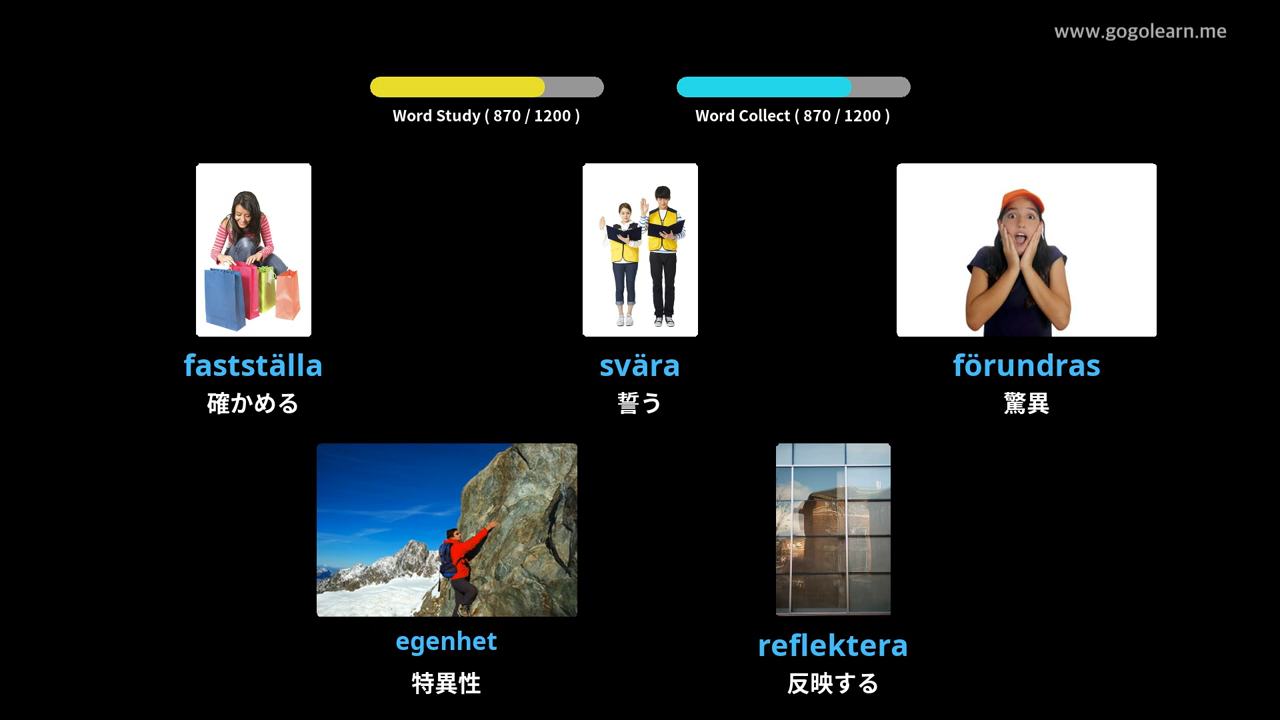 www.gogolearn.me
Word Study ( 870 / 1200 )
Word Collect ( 870 / 1200 )
fastställa
確かめる
svära
誓う
förundras
驚異
egenhet
特異性
reflektera
反映する